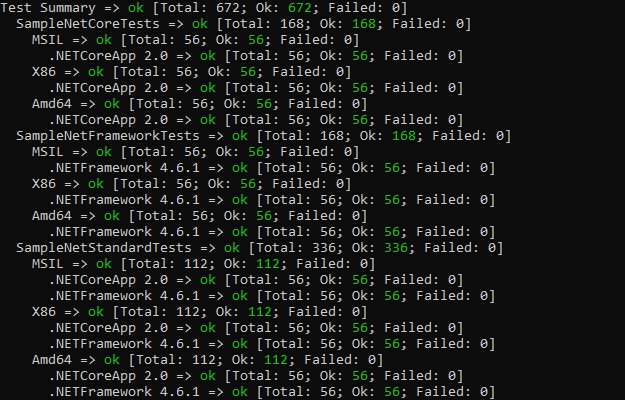 Test Summary => ok [Total: 672; Ok: 672; Failed: 0]
  SampleNetCoreTests => ok [Total: 168; Ok: 168; Failed: 0]
    MSIL => ok [Total: 56; Ok: 56; Failed: 0]
      .NETCoreApp 2.0 => ok [Total: 56; Ok: 56; Failed: 0]
    X86 => ok [Total: 56; Ok: 56; Failed: 0]
      .NETCoreApp 2.0 => ok [Total: 56; Ok: 56; Failed: 0]
    Amd64 => ok [Total: 56; Ok: 56; Failed: 0]
      .NETCoreApp 2.0 => ok [Total: 56; Ok: 56; Failed: 0]
  SampleNetFrameworkTests => ok [Total: 168; Ok: 168; Failed: 0]
    MSIL => ok [Total: 56; Ok: 56; Failed: 0]
      .NETFramework 4.6.1 => ok [Total: 56; Ok: 56; Failed: 0]
    X86 => ok [Total: 56; Ok: 56; Failed: 0]
      .NETFramework 4.6.1 => ok [Total: 56; Ok: 56; Failed: 0]
    Amd64 => ok [Total: 56; Ok: 56; Failed: 0]
      .NETFramework 4.6.1 => ok [Total: 56; Ok: 56; Failed: 0]
  SampleNetStandardTests => ok [Total: 336; Ok: 336; Failed: 0]
    MSIL => ok [Total: 112; Ok: 112; Failed: 0]
      .NETCoreApp 2.0 => ok [Total: 56; Ok: 56; Failed: 0]
      .NETFramework 4.6.1 => ok [Total: 56; Ok: 56; Failed: 0]
    X86 => ok [Total: 112; Ok: 112; Failed: 0]
      .NETCoreApp 2.0 => ok [Total: 56; Ok: 56; Failed: 0]
      .NETFramework 4.6.1 => ok [Total: 56; Ok: 56; Failed: 0]
    Amd64 => ok [Total: 112; Ok: 112; Failed: 0]
      .NETCoreApp 2.0 => ok [Total: 56; Ok: 56; Failed: 0]
      .NETFramework 4.6.1 => ok [Total: 56; Ok: 56; Failed: 0]